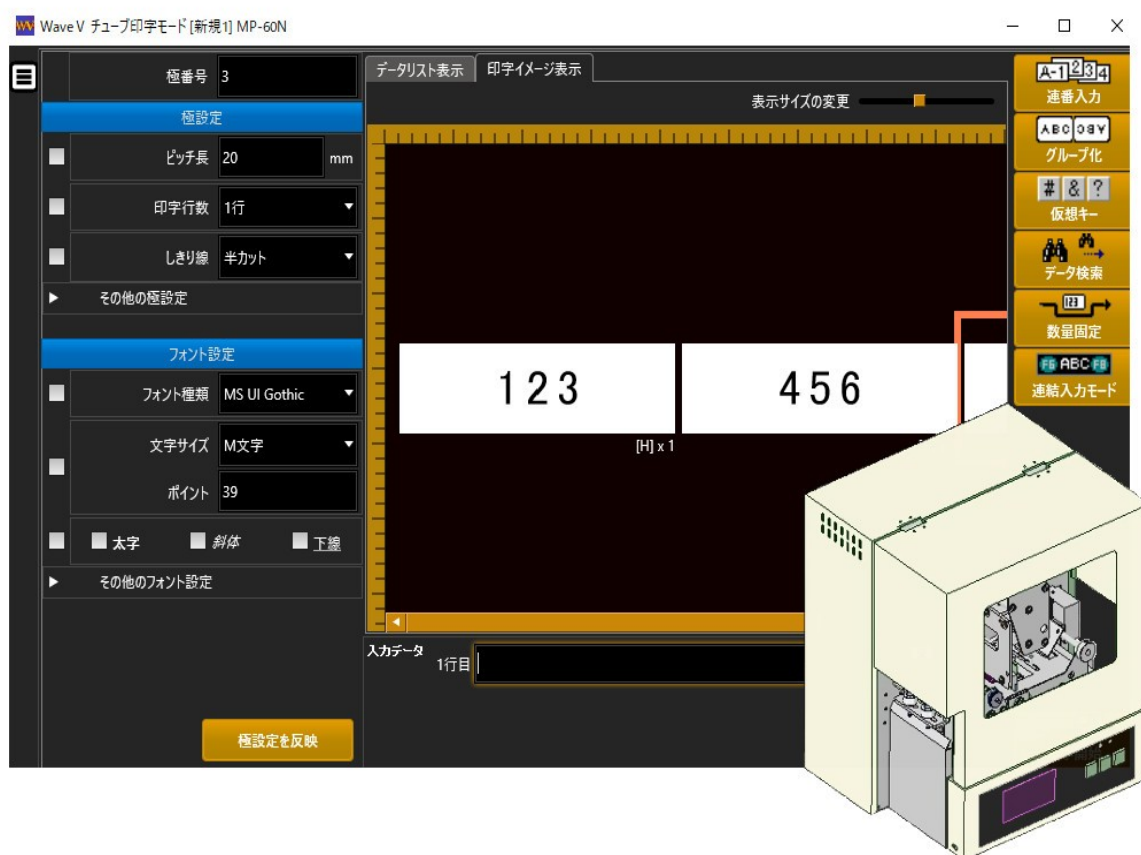 Wave V チューブ印字モード [新規1] MP-60N
極番号 3
極設定
ピッチ長 20 mm
印字行数 1行
しきり線 半カット
その他の極設定
フォント設定
フォント種類 MS UI Gothic
文字サイズ M文字
ポイント 39
太字 斜体 下線
その他のフォント設定
極設定を反映
データリスト表示 印字イメージ表示
表示サイズの変更
123 456
[H] x 1
入力データ
1行目
A-1 2 3 4
連番入力
ABC ABC
グループ化
# & ?
仮想キー
データ検索
123
数量固定
F5 ABC F8
連結入力モード